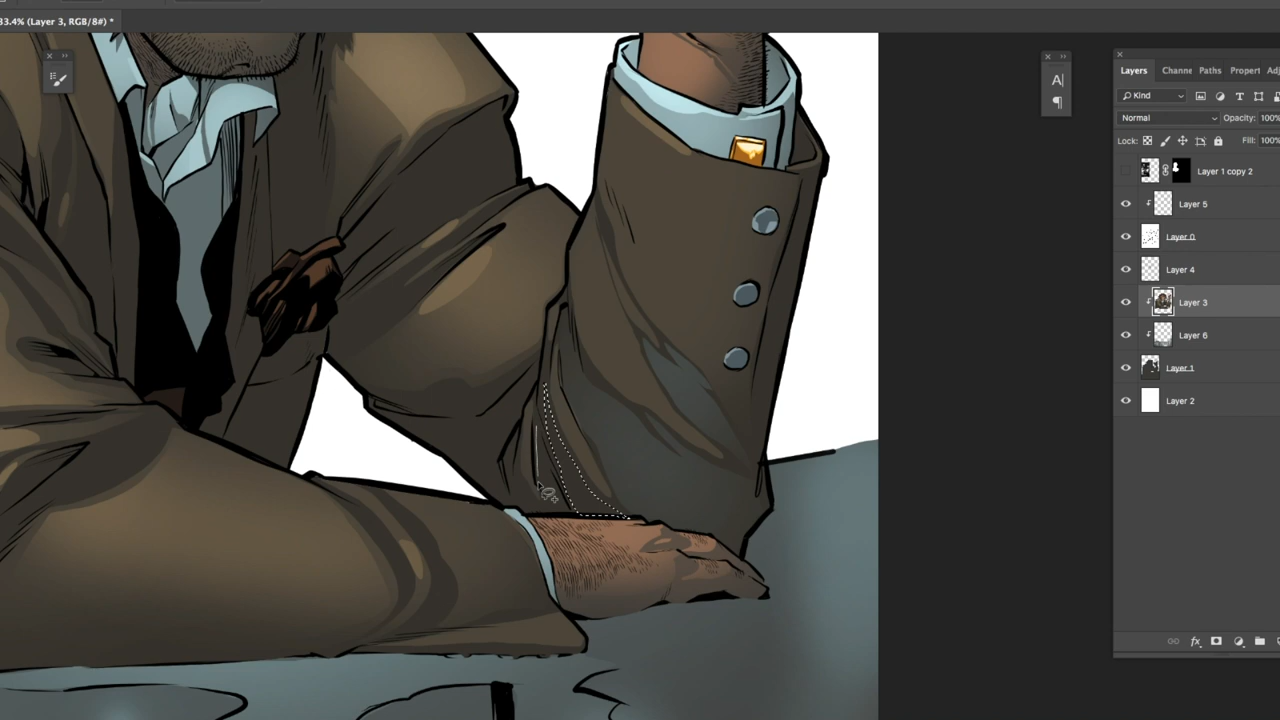 33.4% (Layer 3, RGB/8#) *
Layers Channe Paths Propert Adj
Kind
Normal Opacity: 100%
Lock: Fill: 100%
Layer 1 copy 2
Layer 5
Layer 0
Layer 4
Layer 3
Layer 6
Layer 1
Layer 2
fx
A|
¶